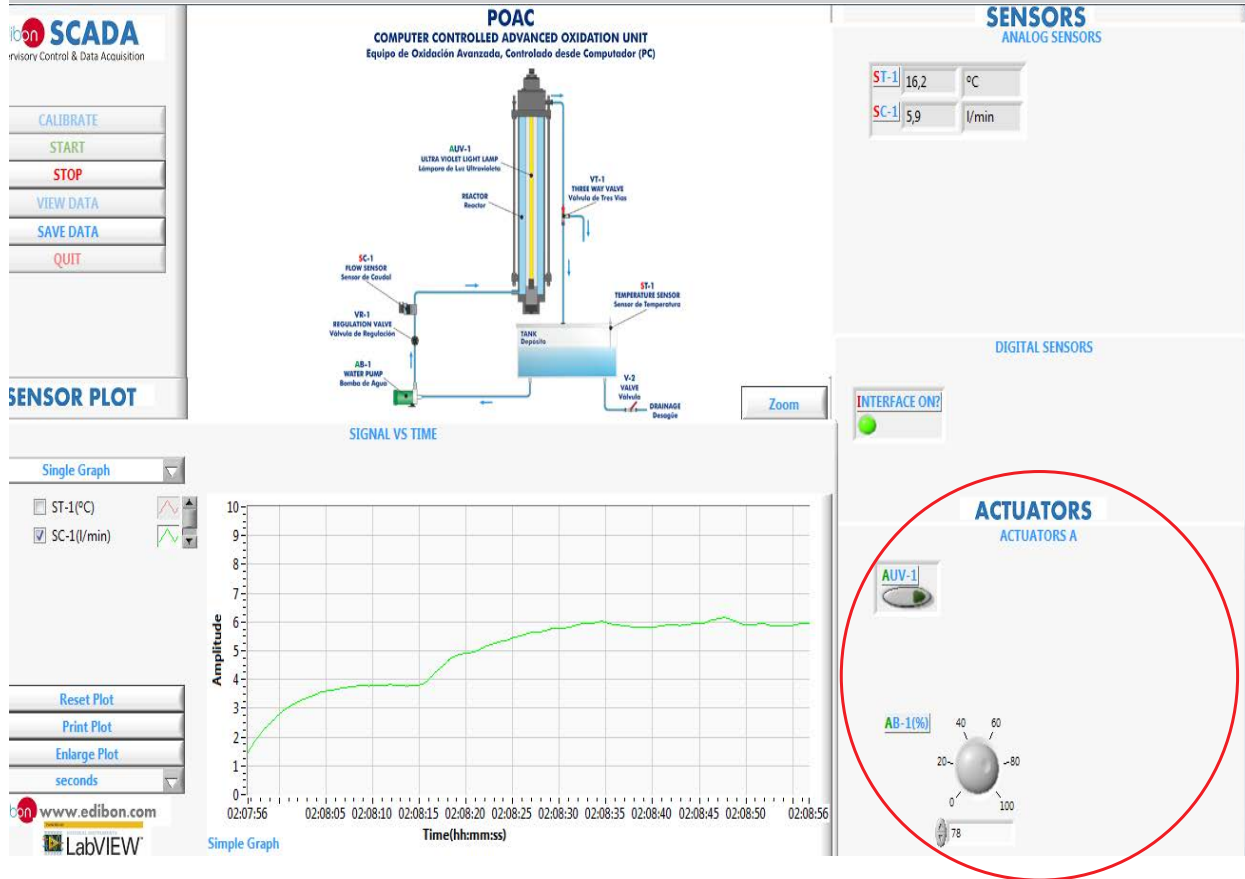 SCADA
Supervisory Control & Data Acquisition
CALIBRATE
START
STOP
VIEW DATA
SAVE DATA
QUIT
POAC
COMPUTER CONTROLLED ADVANCED OXIDATION UNIT
Equipo de Oxidación Avanzada, Controlado desde Computador (PC)
AUV-1
ULTRA VIOLET LIGHT LAMP
Lámpara de Luz Ultravioleta
REACTOR
Reactor
VT-1
THREE WAY VALVE
Válvula de Tres Vías
SC-1
FLOW SENSOR
Sensor de Caudal
VR-1
REGULATION VALVE
Válvula de Regulación
AB-1
WATER PUMP
Bomba de Agua
ST-1
TEMPERATURE SENSOR
Sensor de Temperatura
TANK
Depósito
V-2
VALVE
Válvula
DRAINAGE
Desagüe
Zoom
SENSORS
ANALOG SENSORS
ST-1 16,2 ºC
SC-1 5,9 l/min
DIGITAL SENSORS
INTERFACE ON?
ACTUATORS
ACTUATORS A
AUV-1
AB-1(%)
0 20 40 60 80 100
78
SENSOR PLOT
SIGNAL VS TIME
Single Graph
ST-1(ºC)
SC-1(l/min)
Reset Plot
Print Plot
Enlarge Plot
seconds
www.edibon.com
LabVIEW
Amplitude
10
9
8
7
6
5
4
3
2
1
0
02:07:56 02:08:05 02:08:10 02:08:15 02:08:20 02:08:25 02:08:30 02:08:35 02:08:40 02:08:45 02:08:50 02:08:56
Time(hh:mm:ss)
Simple Graph